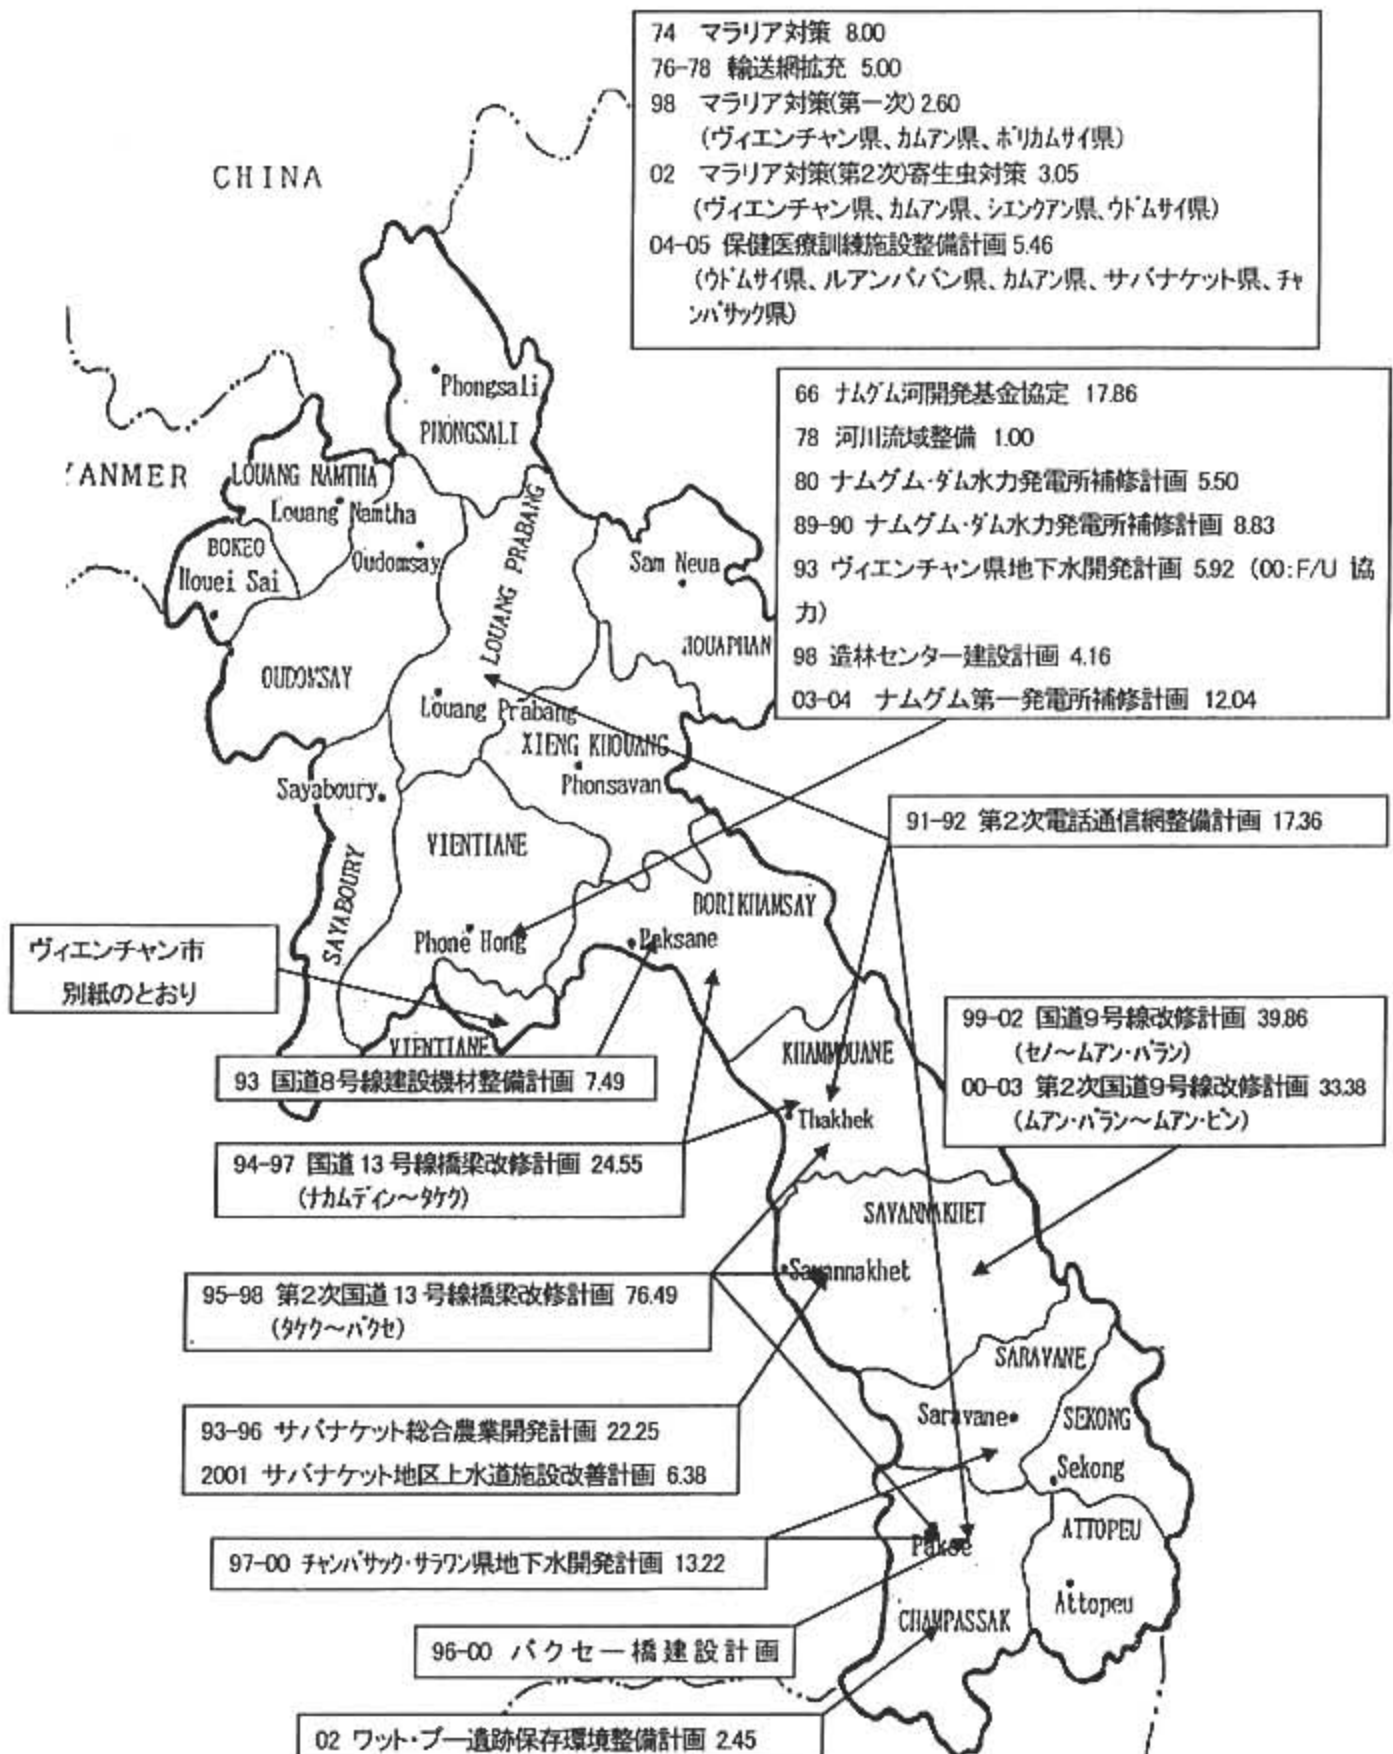 74 マラリア対策 8.00
76-78 輸送網拡充 5.00
98 マラリア対策(第一次) 2.60
(ヴィエンチャン県、カムアン県、ボリカムサイ県)
02 マラリア対策(第2次)寄生虫対策 3.05
(ヴィエンチャン県、カムアン県、シエンクアン県、ウドムサイ県)
04-05 保健医療訓練施設整備計画 5.46
(ウドムサイ県、ルアンパバン県、カムアン県、サバナケット県、チャ
ンパサック県)
CHINA
66 ナムグム河開発基金協定 17.86
78 河川流域整備 1.00
80 ナムグム・ダム水力発電所補修計画 5.50
89-90 ナムグム・ダム水力発電所補修計画 8.83
93 ヴィエンチャン県地下水開発計画 5.92 (00:F/U 協
力)
98 造林センター建設計画 4.16
03-04 ナムグム第一発電所補修計画 12.04
Phongsali
PHONGSALI
YANMER
LOUANG NAMTHA
Louang Namtha
BOKEO
Houei Sai
Oudomsay
LOUANG PRABANG
Sam Neua
HOUAPHAN
OUDOMSAY
Louang Prabang
XIENG KHOUANG
Phonsavan
Sayaboury
91-92 第2次電話通信網整備計画 17.36
VIENTIANE
SAYABOURY
BORIKHAMSAY
Phone Hong
Paksane
ヴィエンチャン市
別紙のとおり
VIENTIANE
99-02 国道9号線改修計画 39.86
(セノ～ムアン・パラン)
00-03 第2次国道9号線改修計画 33.38
(ムアン・パラン～ムアン・ピン)
KHAMMOUANE
93 国道8号線建設機材整備計画 7.49
Thakhek
94-97 国道13号線橋梁改修計画 24.55
(ナカムディン～タケク)
SAVANNAKHET
Savannakhet
95-98 第2次国道13号線橋梁改修計画 76.49
(タケク～パクセ)
SARAVANE
Saravane
SEKONG
Sekong
93-96 サバナケット総合農業開発計画 22.25
2001 サバナケット地区上水道施設改善計画 6.38
ATTOPEU
Pakse
97-00 チャンパサック・サラワン県地下水開発計画 13.22
Attopeu
CHAMPASSAK
96-00 パクセー橋建設計画
02 ワット・プー遺跡保存環境整備計画 2.45